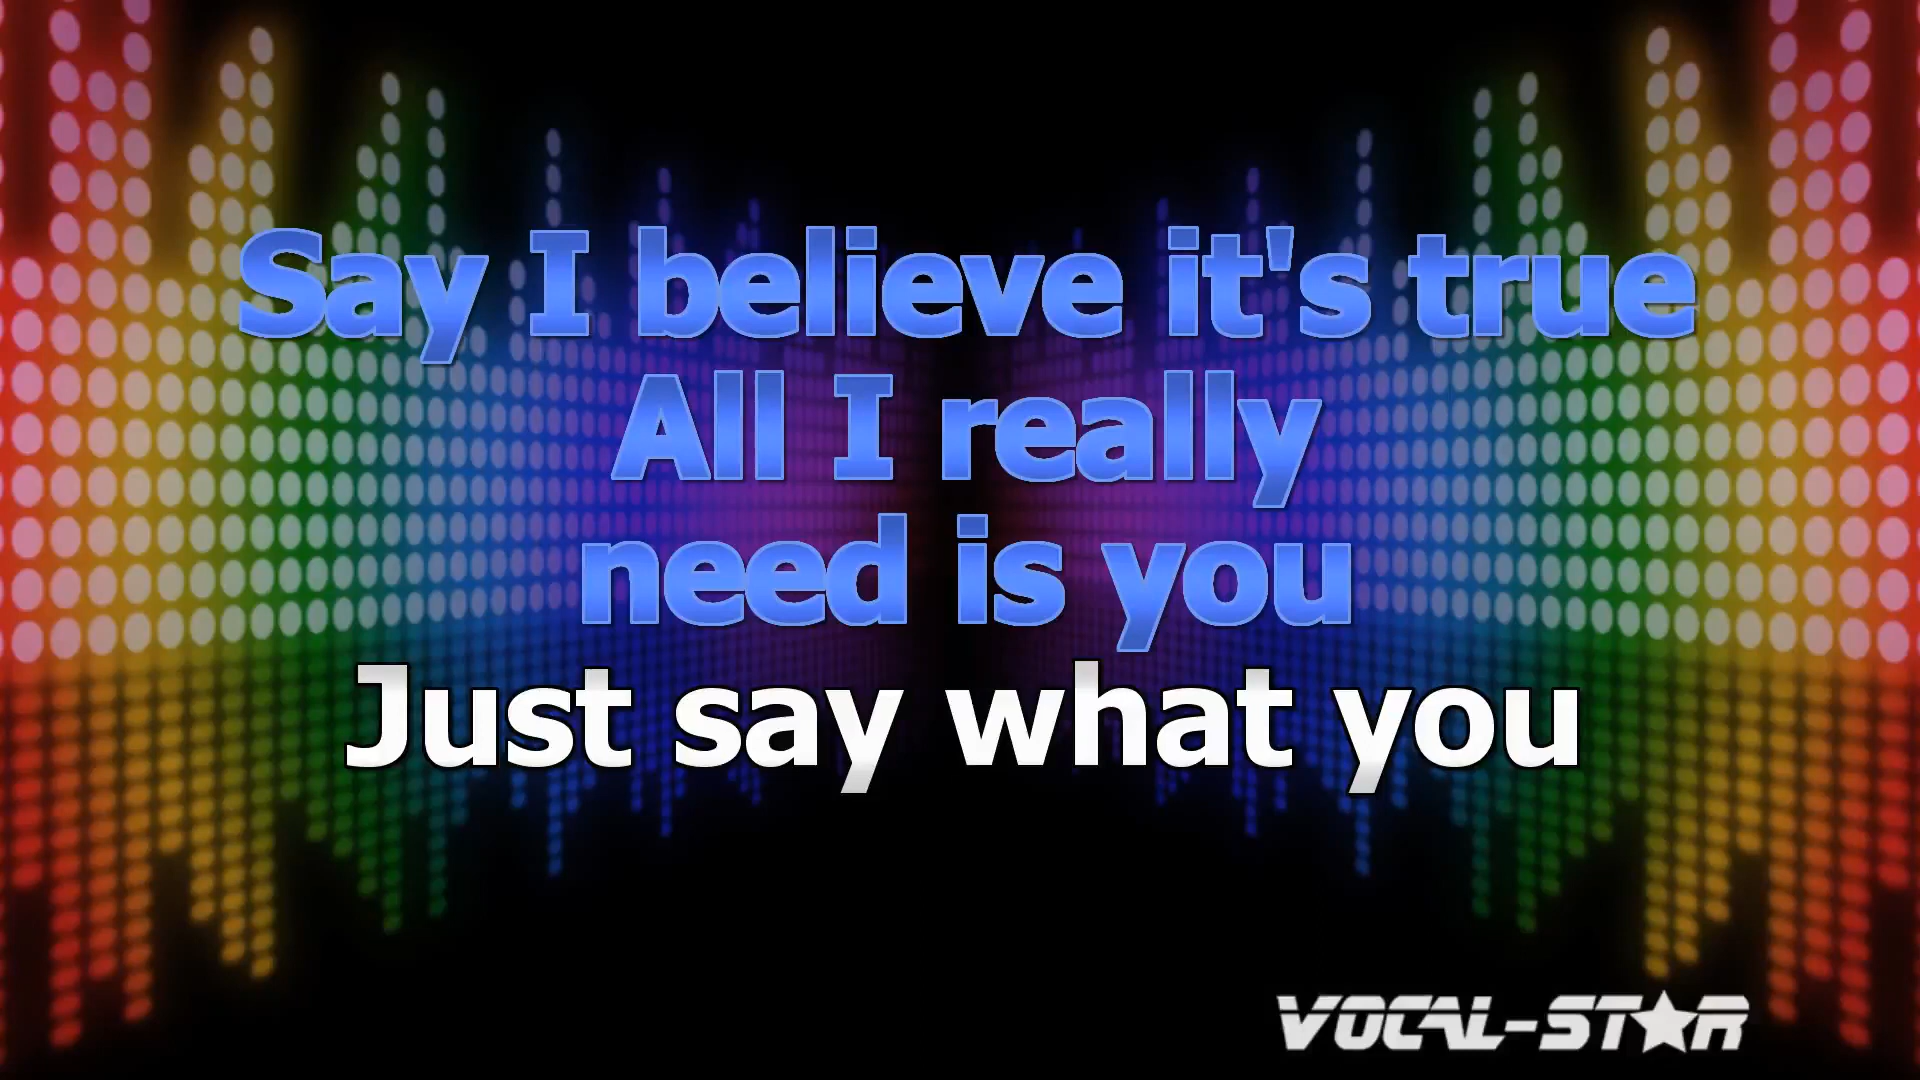 Say I believe it's true
All I really
need is you
Just say what you
VOCAL-STAR